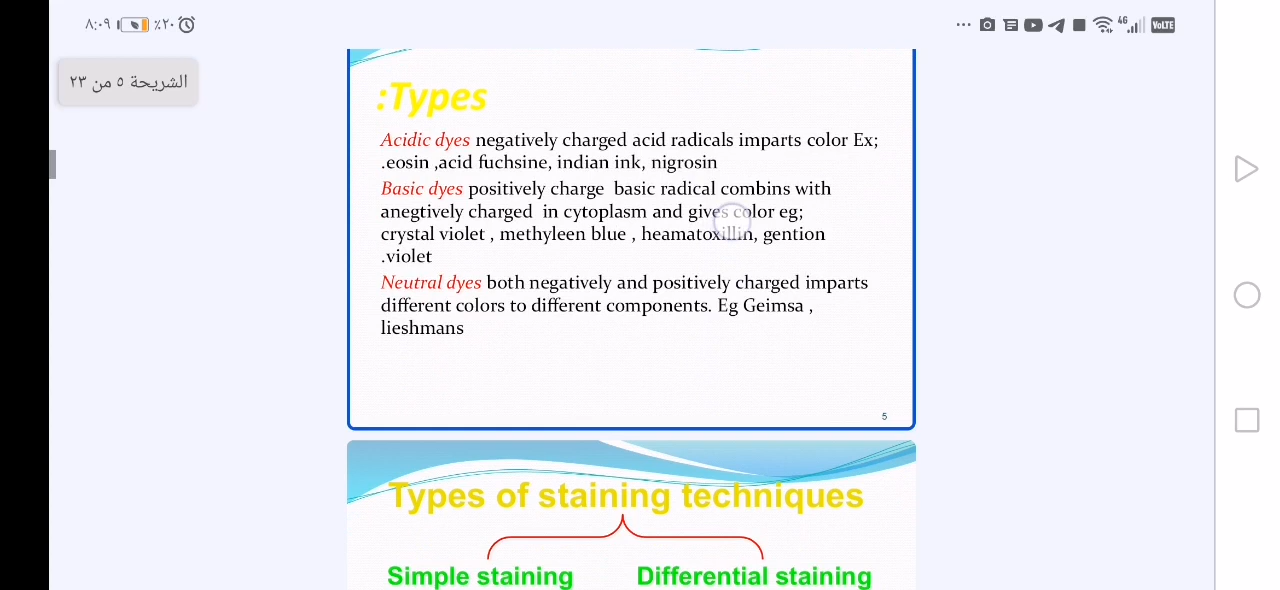 ٨:٠٩ ٪٢٠
4G VoLTE
الشريحة ٥ من ٢٣
:Types
Acidic dyes negatively charged acid radicals imparts color Ex;
.eosin ,acid fuchsine, indian ink, nigrosin
Basic dyes positively charge basic radical combins with
anegtively charged in cytoplasm and gives color eg;
crystal violet , methyleen blue , heamatoxillin, gention
.violet
Neutral dyes both negatively and positively charged imparts
different colors to different components. Eg Geimsa ,
lieshmans
5
Types of staining techniques
Simple staining Differential staining